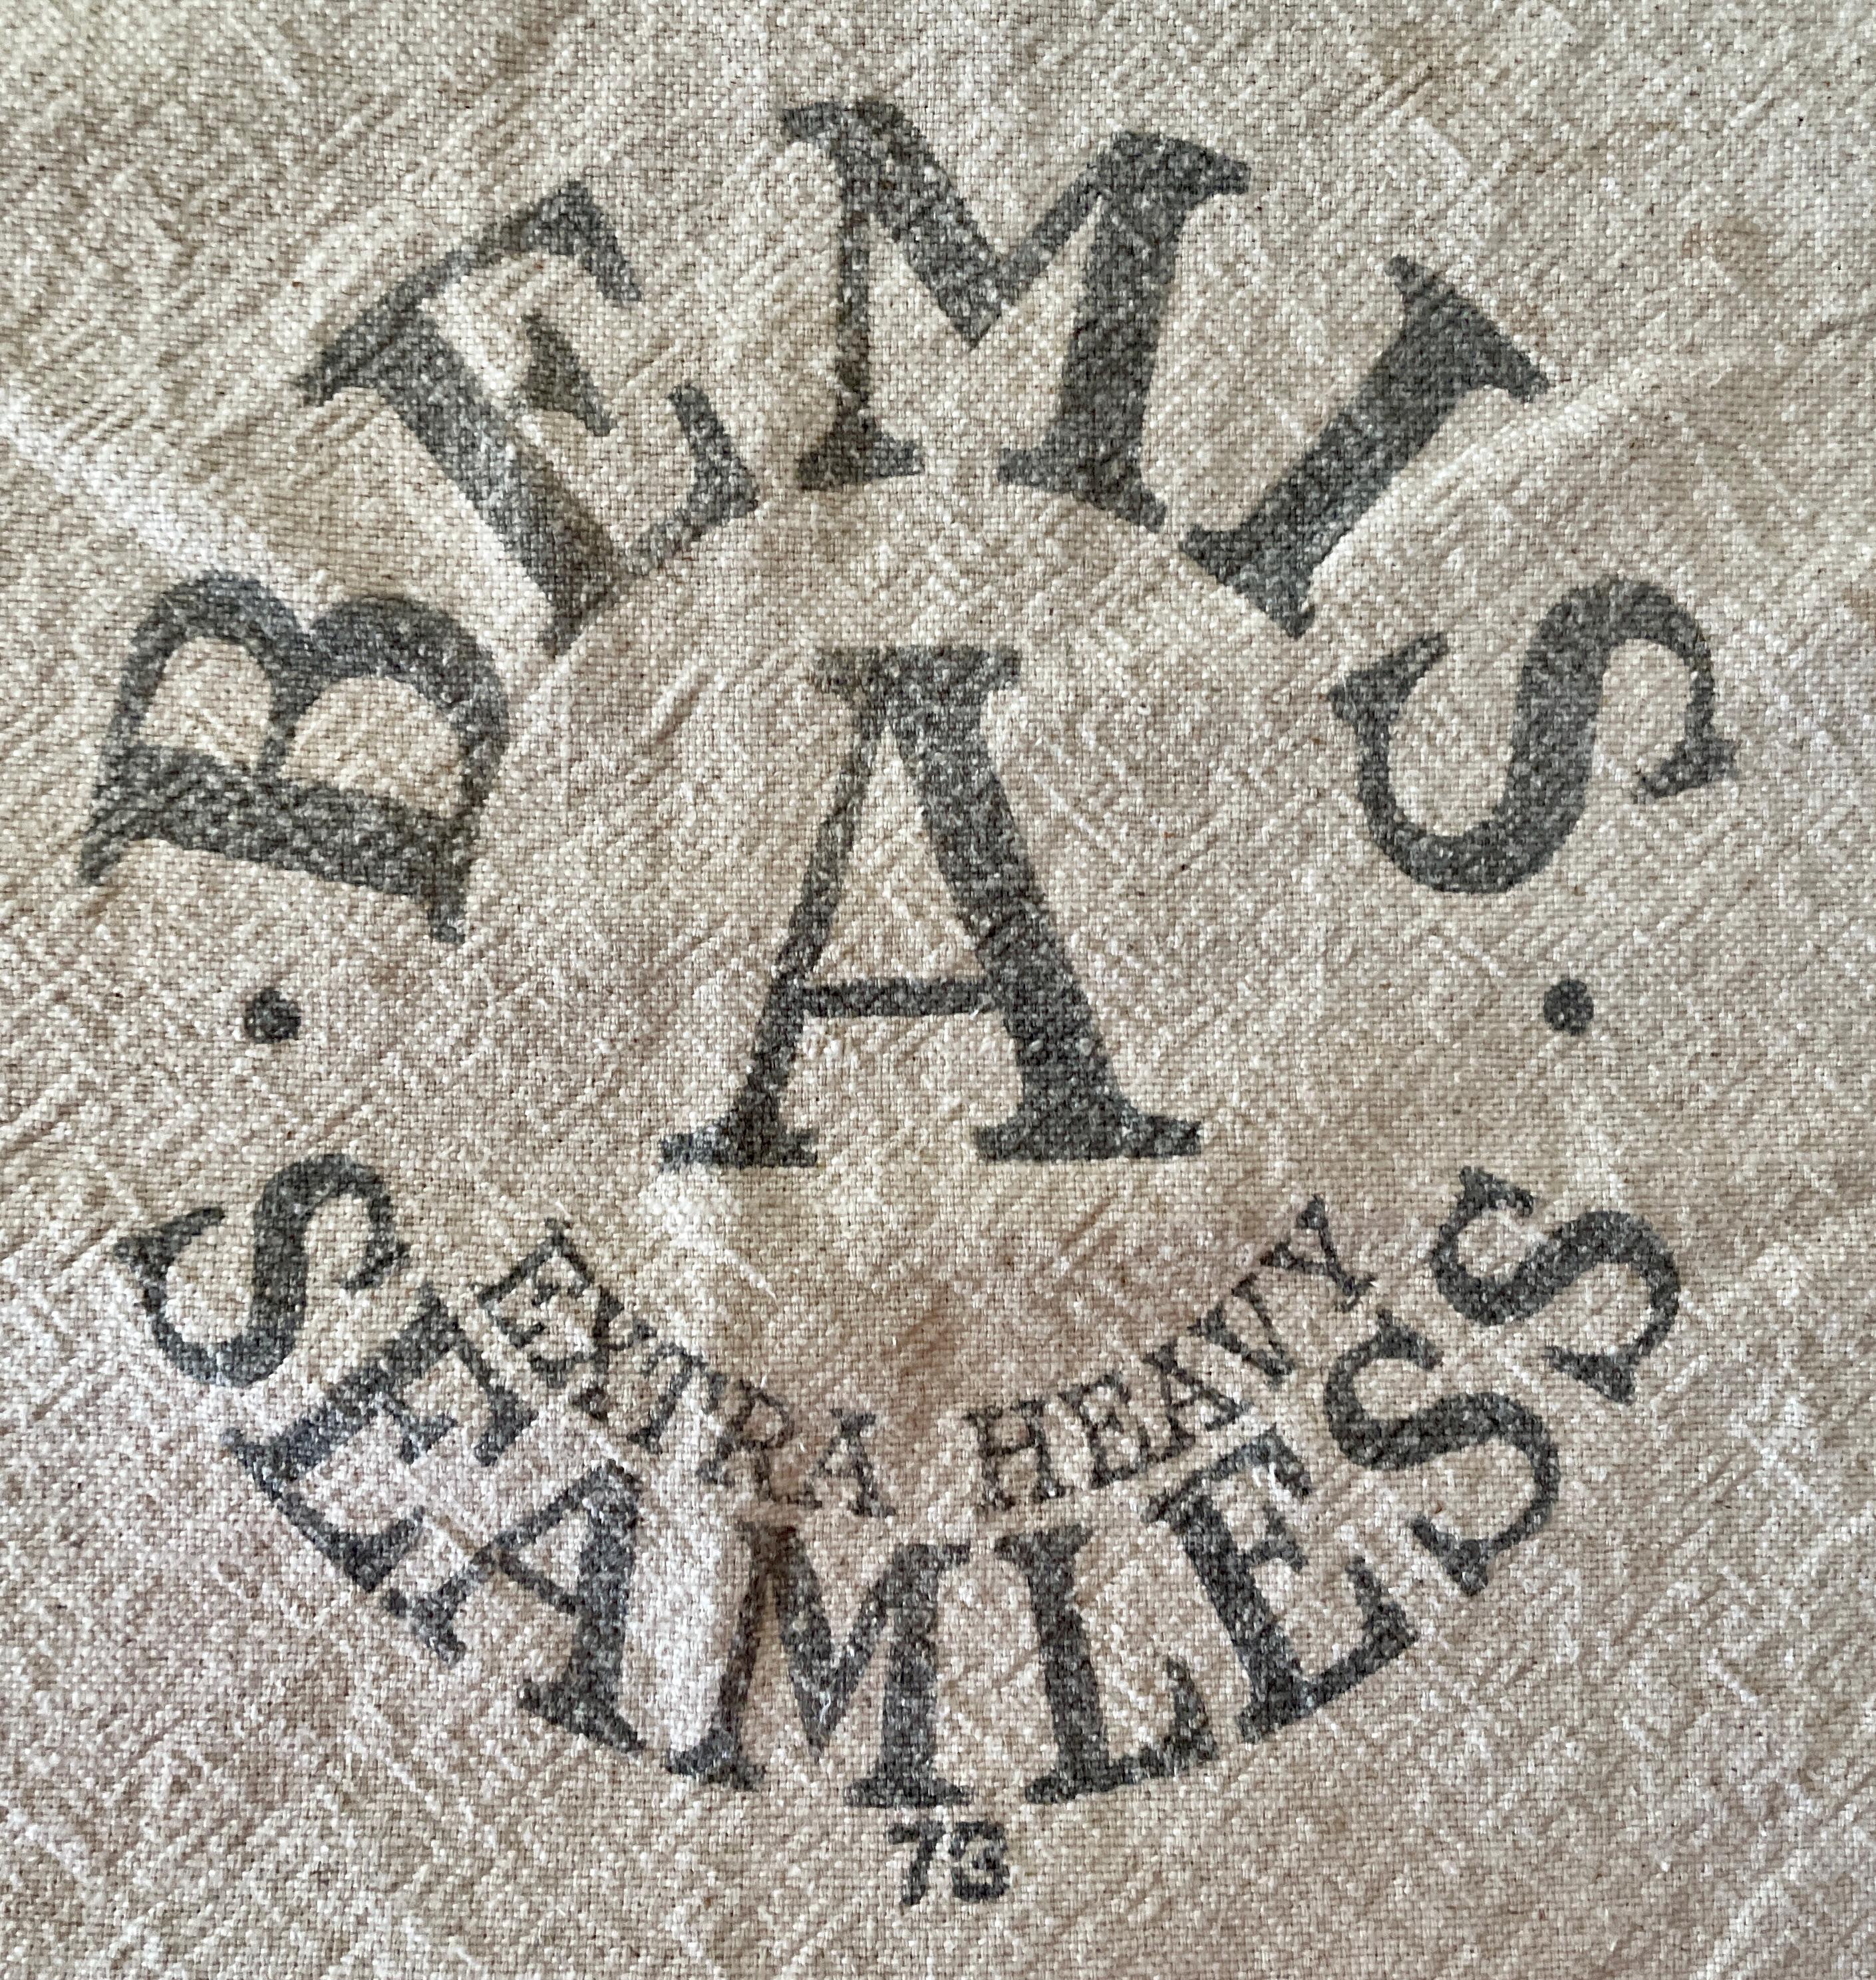 BEMIS
A
EXTRA HEAVY
SEAMLESS
73